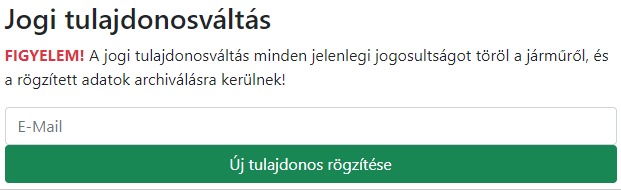 Jogi tulajdonosváltás
FIGYELEM! A jogi tulajdonosváltás minden jelenlegi jogosultságot töröl a járműről, és
a rögzített adatok archiválásra kerülnek!
E-Mail
Új tulajdonos rögzítése